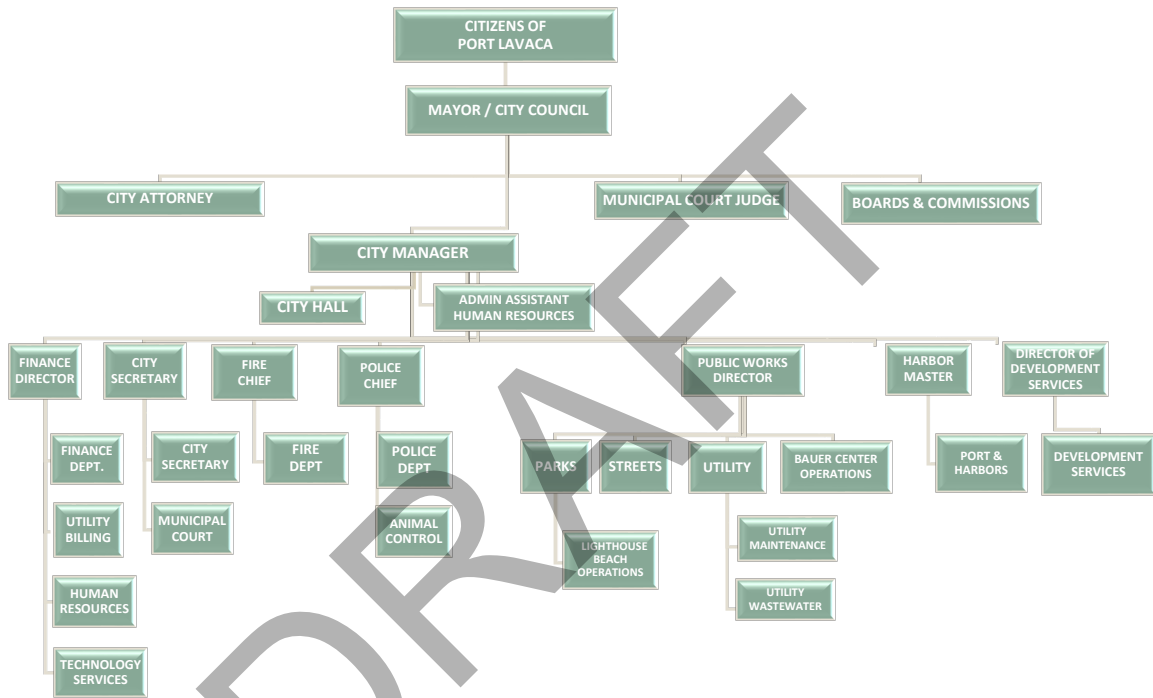 CITIZENS OF
PORT LAVACA
MAYOR / CITY COUNCIL
CITY ATTORNEY
MUNICIPAL COURT JUDGE
BOARDS & COMMISSIONS
CITY MANAGER
CITY HALL
ADMIN ASSISTANT
HUMAN RESOURCES
FINANCE
DIRECTOR
CITY
SECRETARY
FIRE
CHIEF
POLICE
CHIEF
PUBLIC WORKS
DIRECTOR
HARBOR
MASTER
DIRECTOR OF
DEVELOPMENT
SERVICES
FINANCE
DEPT.
CITY
SECRETARY
FIRE
DEPT
POLICE
DEPT
PARKS
STREETS
UTILITY
BAUER CENTER
OPERATIONS
PORT &
HARBORS
DEVELOPMENT
SERVICES
UTILITY
BILLING
MUNICIPAL
COURT
ANIMAL
CONTROL
LIGHTHOUSE
BEACH
OPERATIONS
UTILITY
MAINTENANCE
HUMAN
RESOURCES
UTILITY
WASTEWATER
TECHNOLOGY
SERVICES
DRAFT